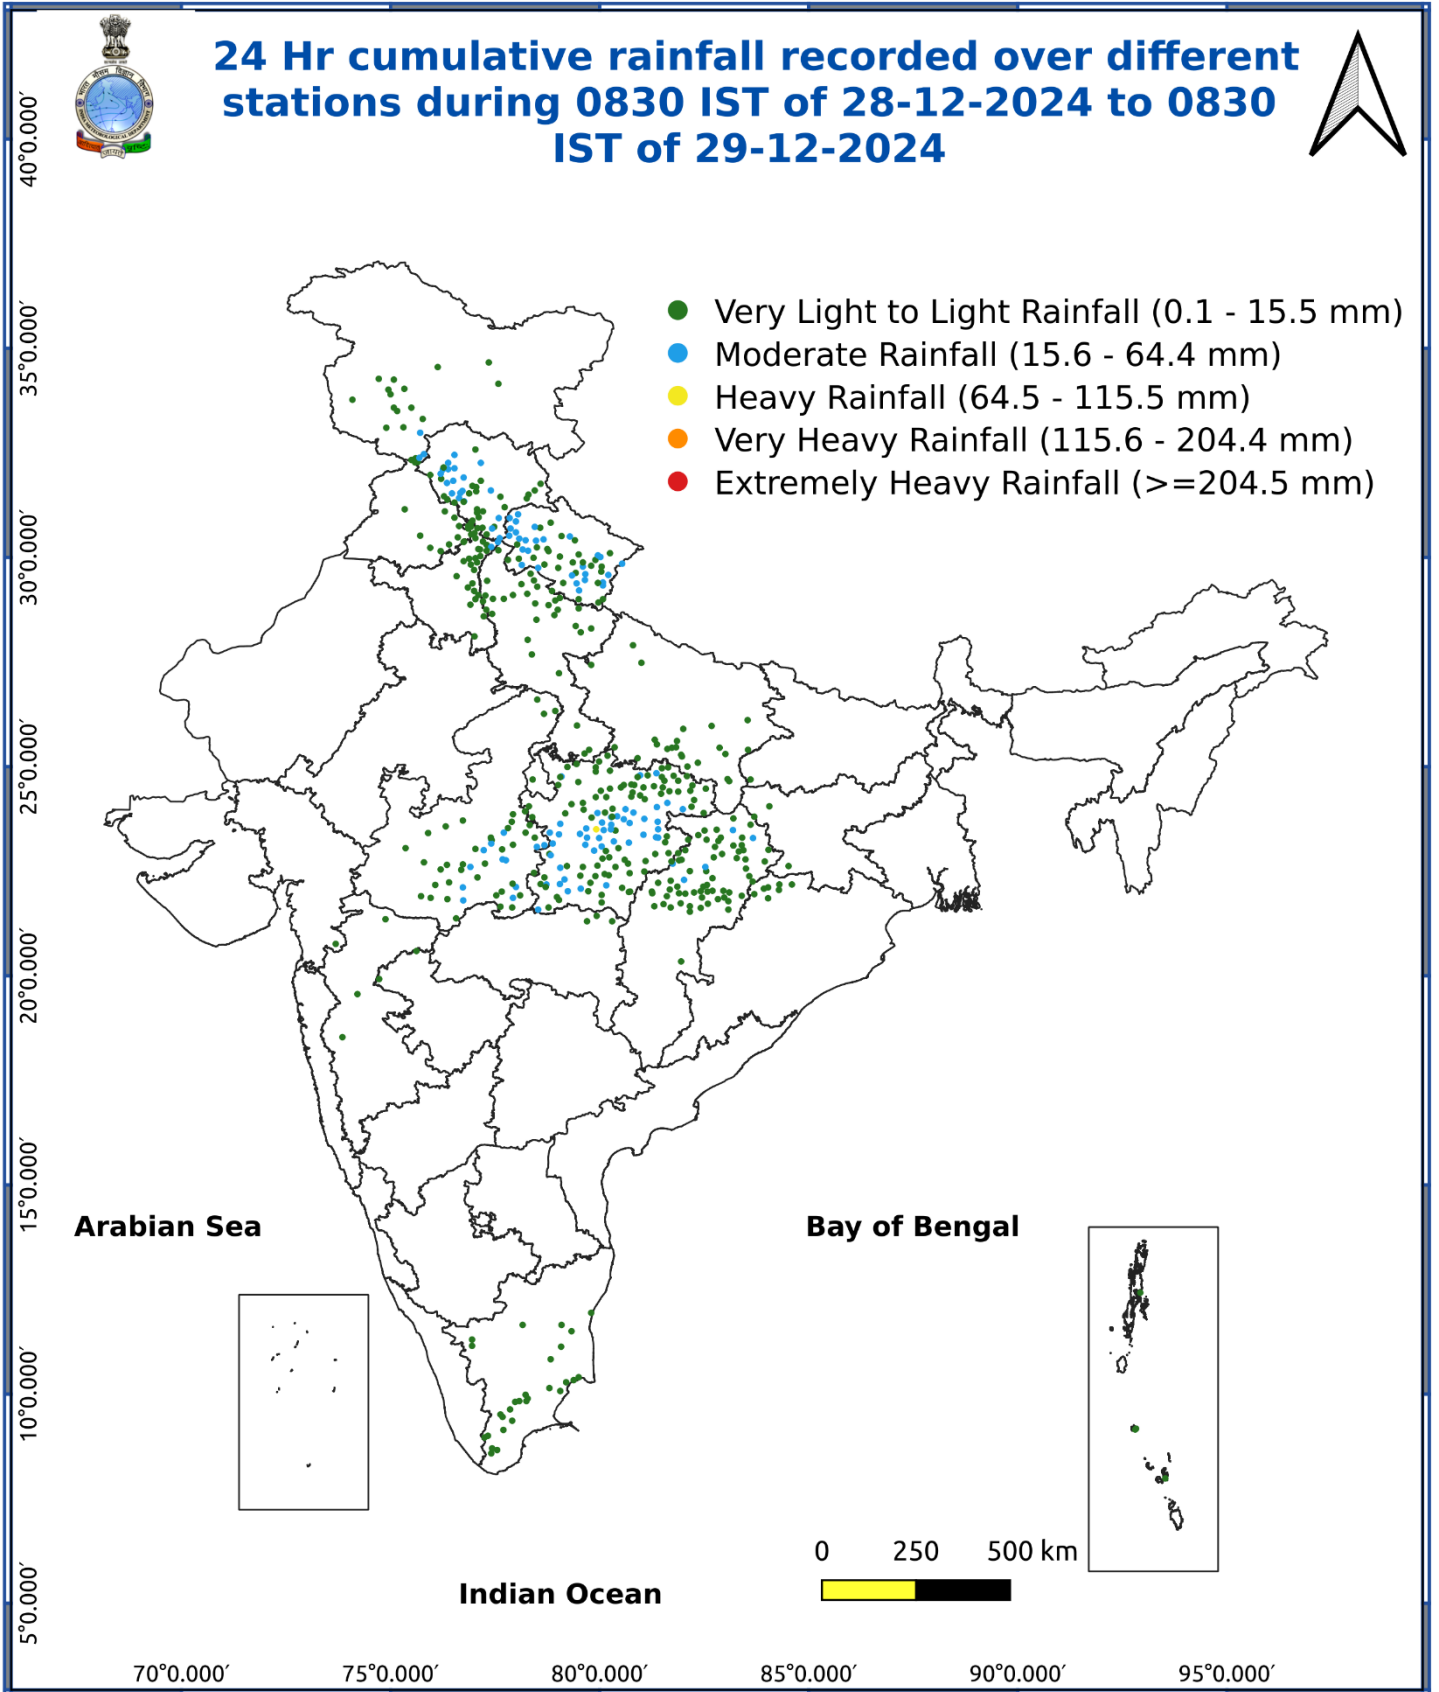 24 Hr cumulative rainfall recorded over different
stations during 0830 IST of 28-12-2024 to 0830
IST of 29-12-2024
40°0.000′
35°0.000′
30°0.000′
25°0.000′
20°0.000′
15°0.000′
10°0.000′
5°0.000′
Very Light to Light Rainfall (0.1 - 15.5 mm)
Moderate Rainfall (15.6 - 64.4 mm)
Heavy Rainfall (64.5 - 115.5 mm)
Very Heavy Rainfall (115.6 - 204.4 mm)
Extremely Heavy Rainfall (>=204.5 mm)
Arabian Sea
Bay of Bengal
Indian Ocean
0 250 500 km
70°0.000′ 75°0.000′ 80°0.000′ 85°0.000′ 90°0.000′ 95°0.000′